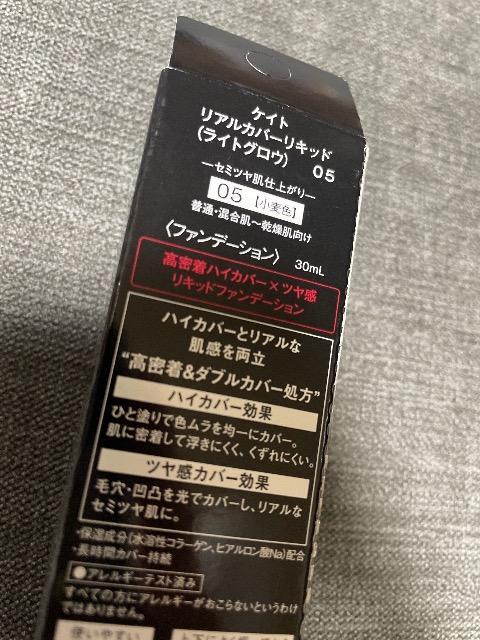 ケイト
リアルカバーリキッド
(ライトグロウ) 05
―セミツヤ肌仕上がり―
05 [小麦色]
普通・混合肌～乾燥肌向け
〈ファンデーション〉 30mL
高密着ハイカバー×ツヤ感
リキッドファンデーション
ハイカバーとリアルな
肌感を両立
“高密着&ダブルカバー処方”
ハイカバー効果
ひと塗りで色ムラを均一にカバー。
肌に密着して浮きにくく、くずれにくい。
ツヤ感カバー効果
毛穴・凹凸を光でカバーし、リアルな
セミツヤ肌に。
・保湿成分(水溶性コラーゲン、ヒアルロン酸Na)配合
・長時間カバー持続
●アレルギーテスト済み
すべての方にアレルギーがおこらないというわけ
ではありません。
使いやすい